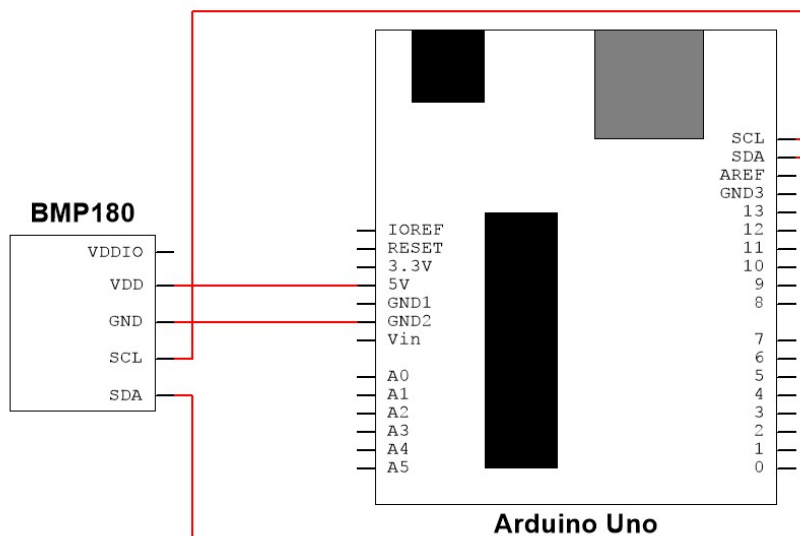 BMP180
VDDIO
VDD
GND
SCL
SDA
IOREF
RESET
3.3V
5V
GND1
GND2
Vin
A0
A1
A2
A3
A4
A5
SCL
SDA
AREF
GND3
13
12
11
10
9
8
7
6
5
4
3
2
1
0
Arduino Uno